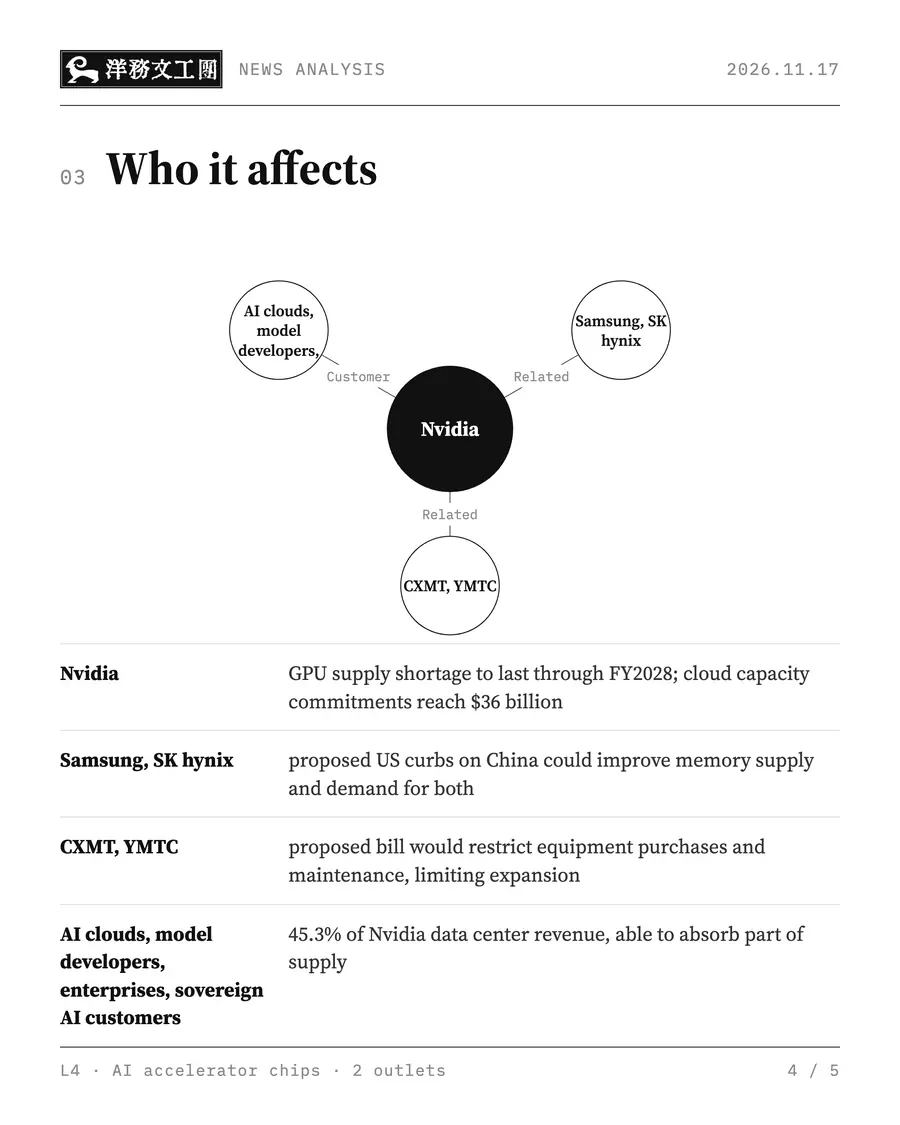 洋務文工團
NEWS ANALYSIS
2026.11.17
03
Who it affects
AI clouds,
model
developers,
Samsung, SK
hynix
Customer
Related
Nvidia
Related
CXMT, YMTC
Nvidia
GPU supply shortage to last through FY2028; cloud capacity
commitments reach $36 billion
Samsung, SK hynix
proposed US curbs on China could improve memory supply
and demand for both
CXMT, YMTC
proposed bill would restrict equipment purchases and
maintenance, limiting expansion
AI clouds, model
developers,
enterprises, sovereign
AI customers
45.3% of Nvidia data center revenue, able to absorb part of
supply
L4 · AI accelerator chips · 2 outlets
4 / 5